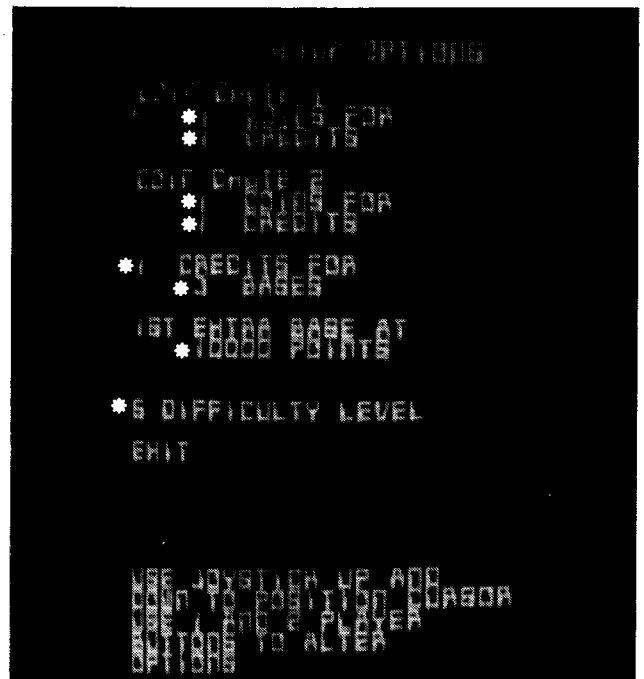 OPTIONS
COIN CHUTE 1
* 1 COINS FOR
* 1 CREDITS
COIN CHUTE 2
* 1 COINS FOR
* 1 CREDITS
* 1 CREDITS FOR
* 3 BASES
1ST EXTRA BASE AT
* 10000 POINTS
* 5 DIFFICULTY LEVEL
EXIT
USE JOYSTICK UP AND
DOWN TO POSITION CURSOR
USE 1 AND 2 PLAYER
BUTTONS TO ALTER
OPTIONS